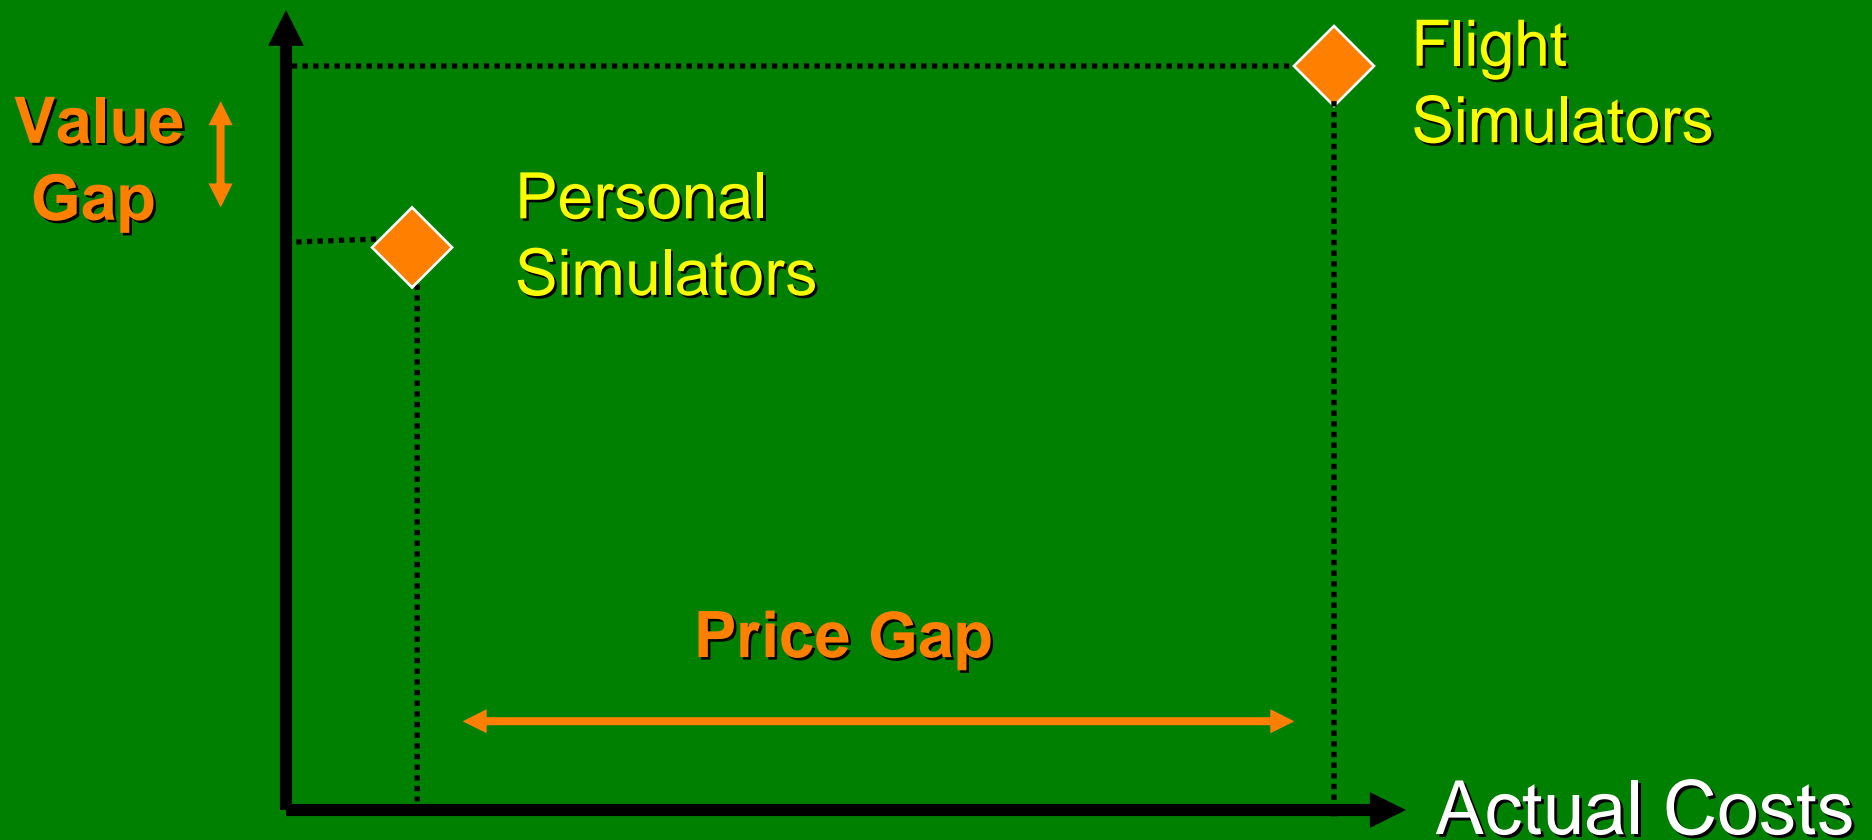 Flight
Simulators
Value
Gap
Personal
Simulators
Price Gap
Actual Costs